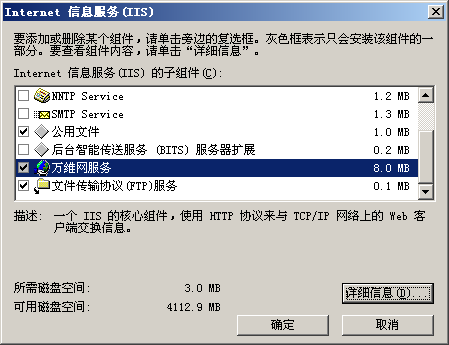 Internet 信息服务(IIS)
要添加或删除某个组件，请单击旁边的复选框。灰色框表示只会安装该组件的一
部分。要查看组件内容，请单击“详细信息”。
Internet 信息服务(IIS) 的子组件(C):
NNTP Service 1.2 MB
SMTP Service 1.3 MB
公用文件 1.0 MB
后台智能传送服务 (BITS) 服务器扩展 0.2 MB
万维网服务 8.0 MB
文件传输协议(FTP)服务 0.1 MB
描述: 一个 IIS 的核心组件，使用 HTTP 协议来与 TCP/IP 网络上的 Web 客
户端交换信息。
所需磁盘空间: 3.0 MB
可用磁盘空间: 4112.9 MB
详细信息(D)...
确定 取消